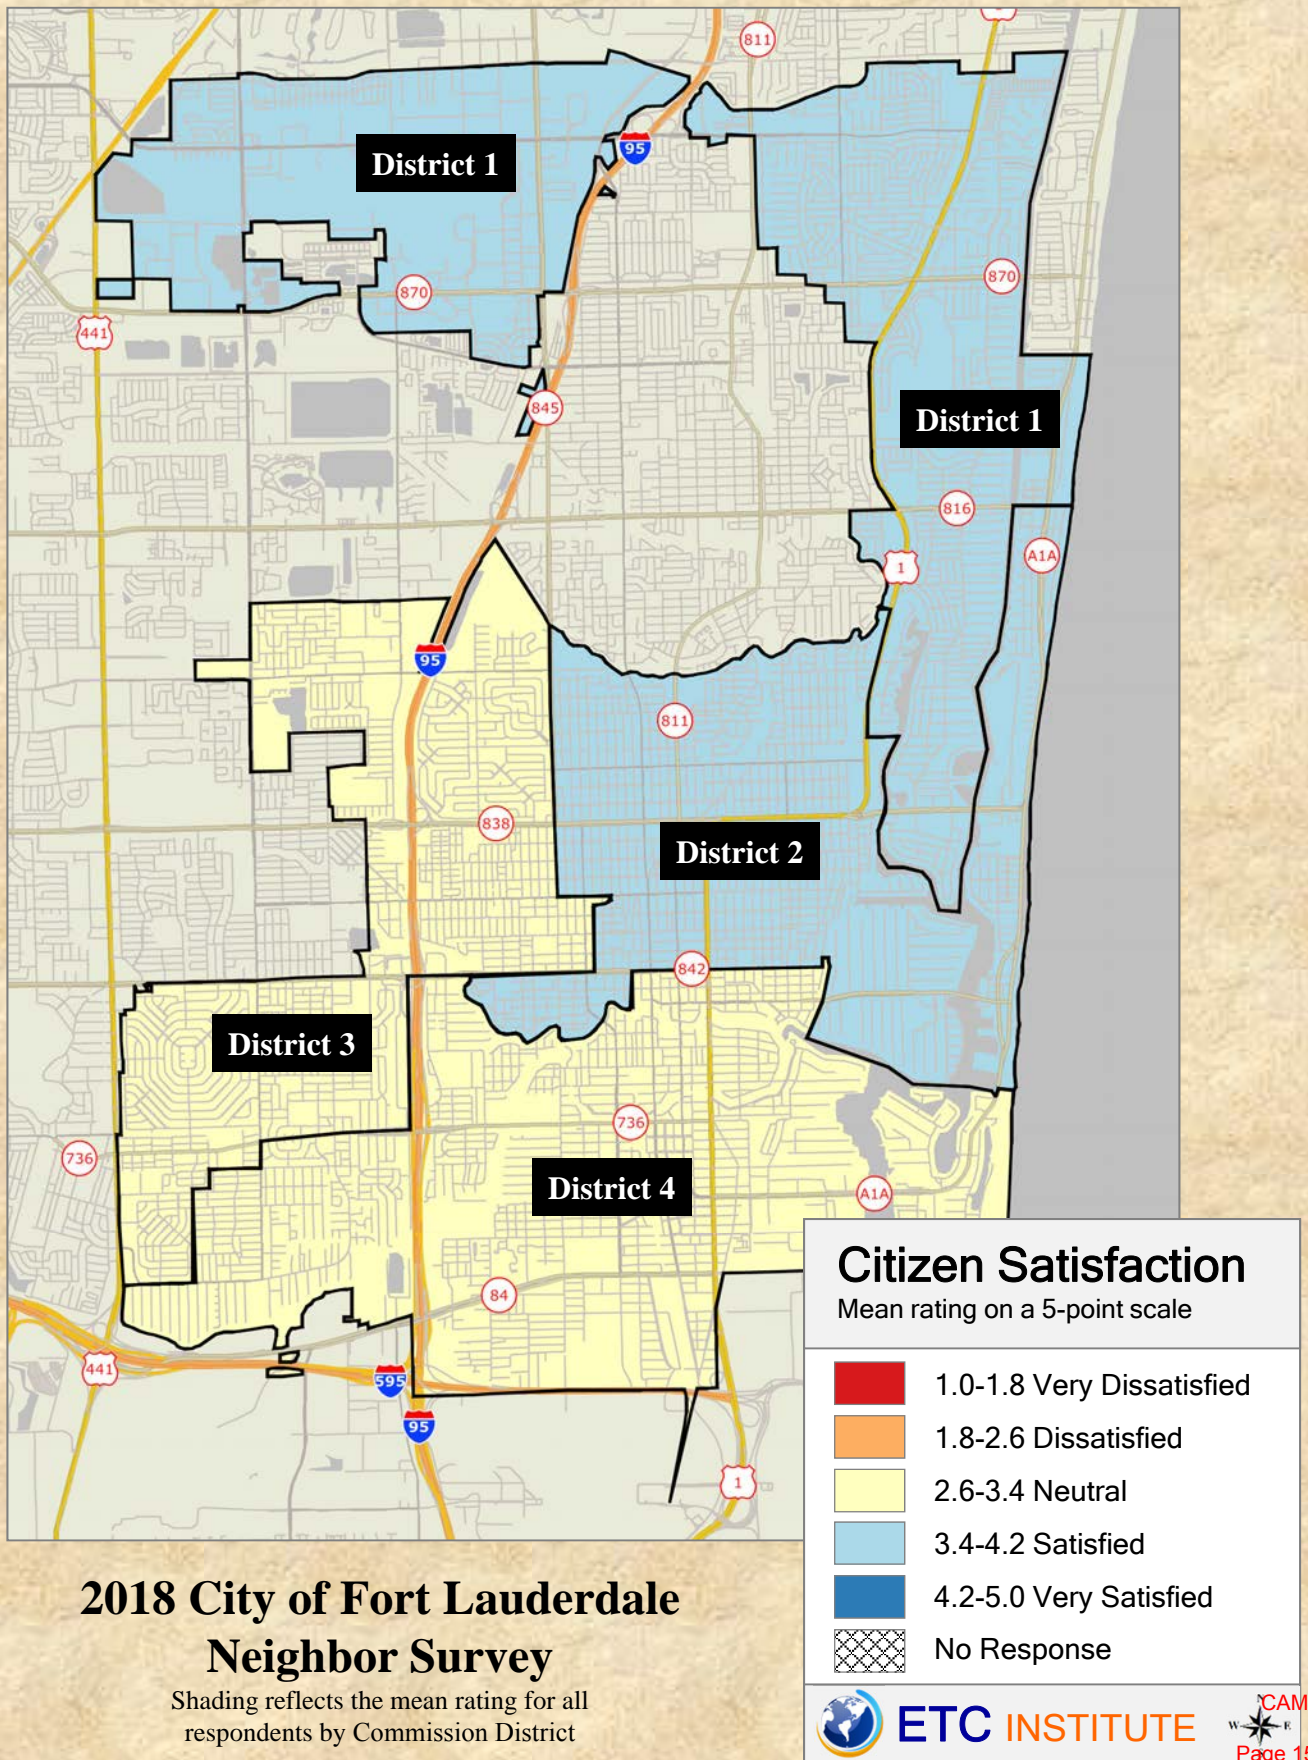 811
District 1
95
870
870
441
District 1
845
816
A1A
1
95
811
838
District 2
842
District 3
736
736
District 4
A1A
84
441
595
95
1
Citizen Satisfaction
Mean rating on a 5-point scale
1.0-1.8 Very Dissatisfied
1.8-2.6 Dissatisfied
2.6-3.4 Neutral
3.4-4.2 Satisfied
4.2-5.0 Very Satisfied
No Response
2018 City of Fort Lauderdale
Neighbor Survey
Shading reflects the mean rating for all
respondents by Commission District
ETC INSTITUTE
W E
CAM
Page 15